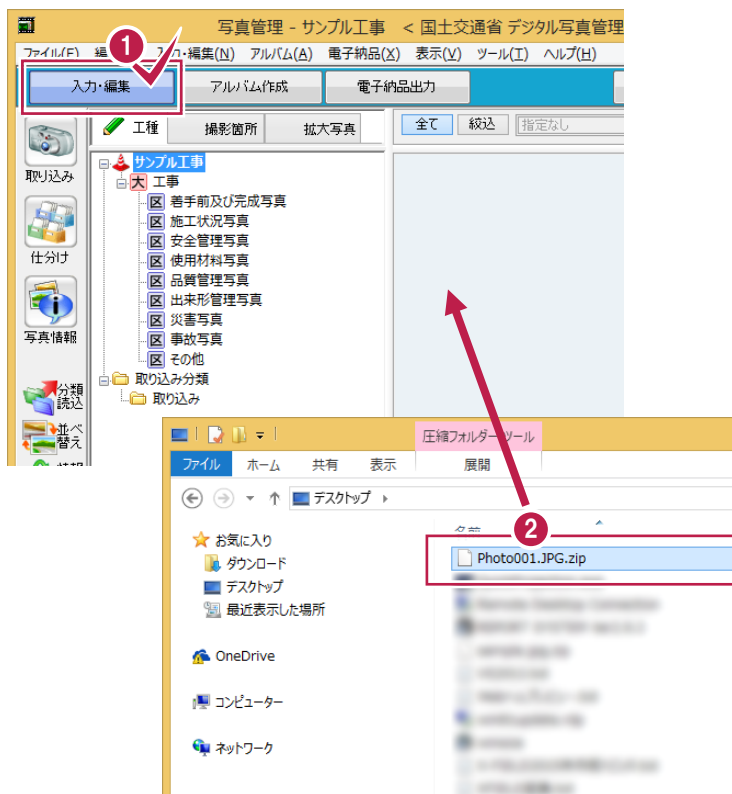 写真管理 - サンプル工事 < 国土交通省 デジタル写真管理
ファイル(F) 編 入力・編集(N) アルバム(A) 電子納品(X) 表示(V) ツール(T) ヘルプ(H)
1
入力・編集 アルバム作成 電子納品出力
工種 撮影箇所 拡大写真 全て 絞込 指定なし
取り込み
仕分け
写真情報
分類
読込
並べ
替え
サンプル工事
大 工事
区 着手前及び完成写真
区 施工状況写真
区 安全管理写真
区 使用材料写真
区 品質管理写真
区 出来形管理写真
区 災害写真
区 事故写真
区 その他
取り込み分類
取り込み
圧縮フォルダー ツール
ファイル ホーム 共有 表示 展開
デスクトップ
2
名前
Photo001.JPG.zip
お気に入り
ダウンロード
デスクトップ
最近表示した場所
OneDrive
コンピューター
ネットワーク